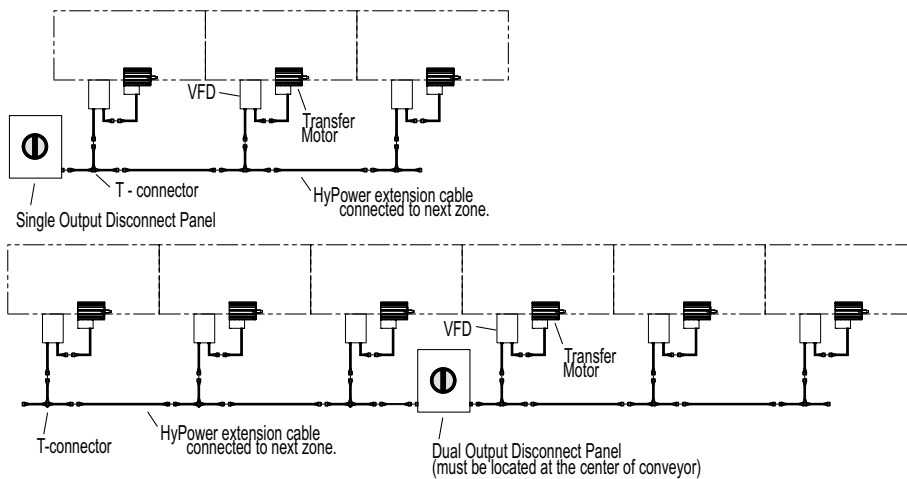 VFD
Transfer
Motor
T - connector
HyPower extension cable
connected to next zone.
Single Output Disconnect Panel
VFD
Transfer
Motor
T-connector
HyPower extension cable
connected to next zone.
Dual Output Disconnect Panel
(must be located at the center of conveyor)